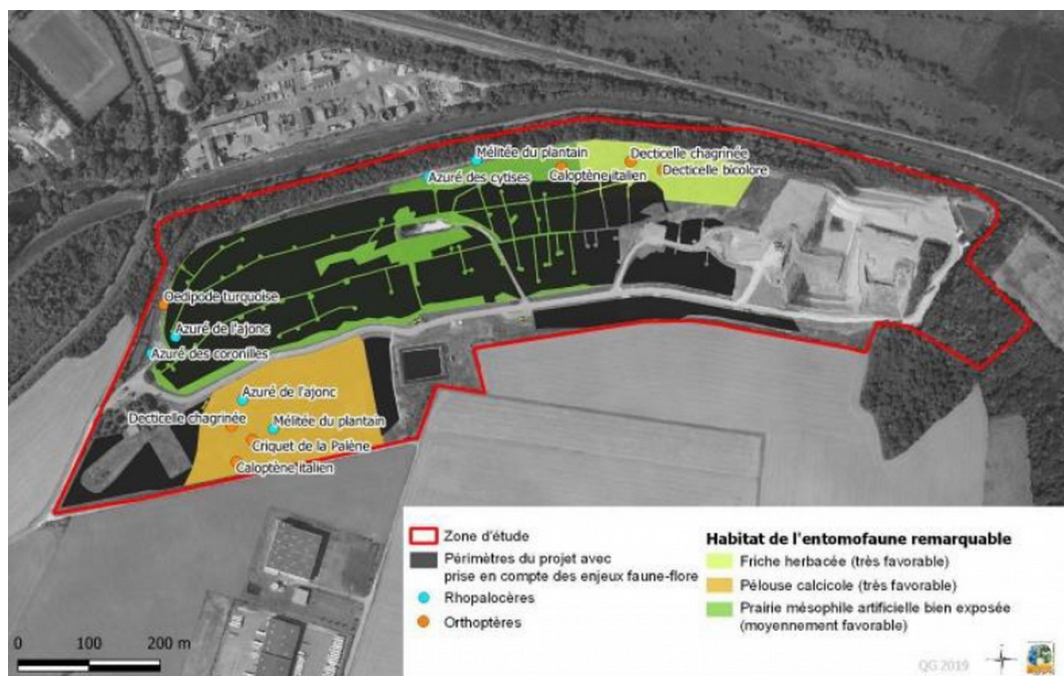 Mélitée du plantain
Decticelle chagrinée
Azuré des cytises
Caloptène italien
Decticelle bicolore
Oedipode turquoise
Azuré de l'ajonc
Azuré des coronilles
Azuré de l'ajonc
Decticelle chagrinée
Mélitée du plantain
Criquet de la Palène
Caloptène italien
Zone d'étude
Périmètres du projet avec
prise en compte des enjeux faune-flore
Rhopalocères
Orthoptères
Habitat de l'entomofaune remarquable
Friche herbacée (très favorable)
Pélouse calcicole (très favorable)
Prairie mésophile artificielle bien exposée
(moyennement favorable)
0 100 200 m
QG 2019